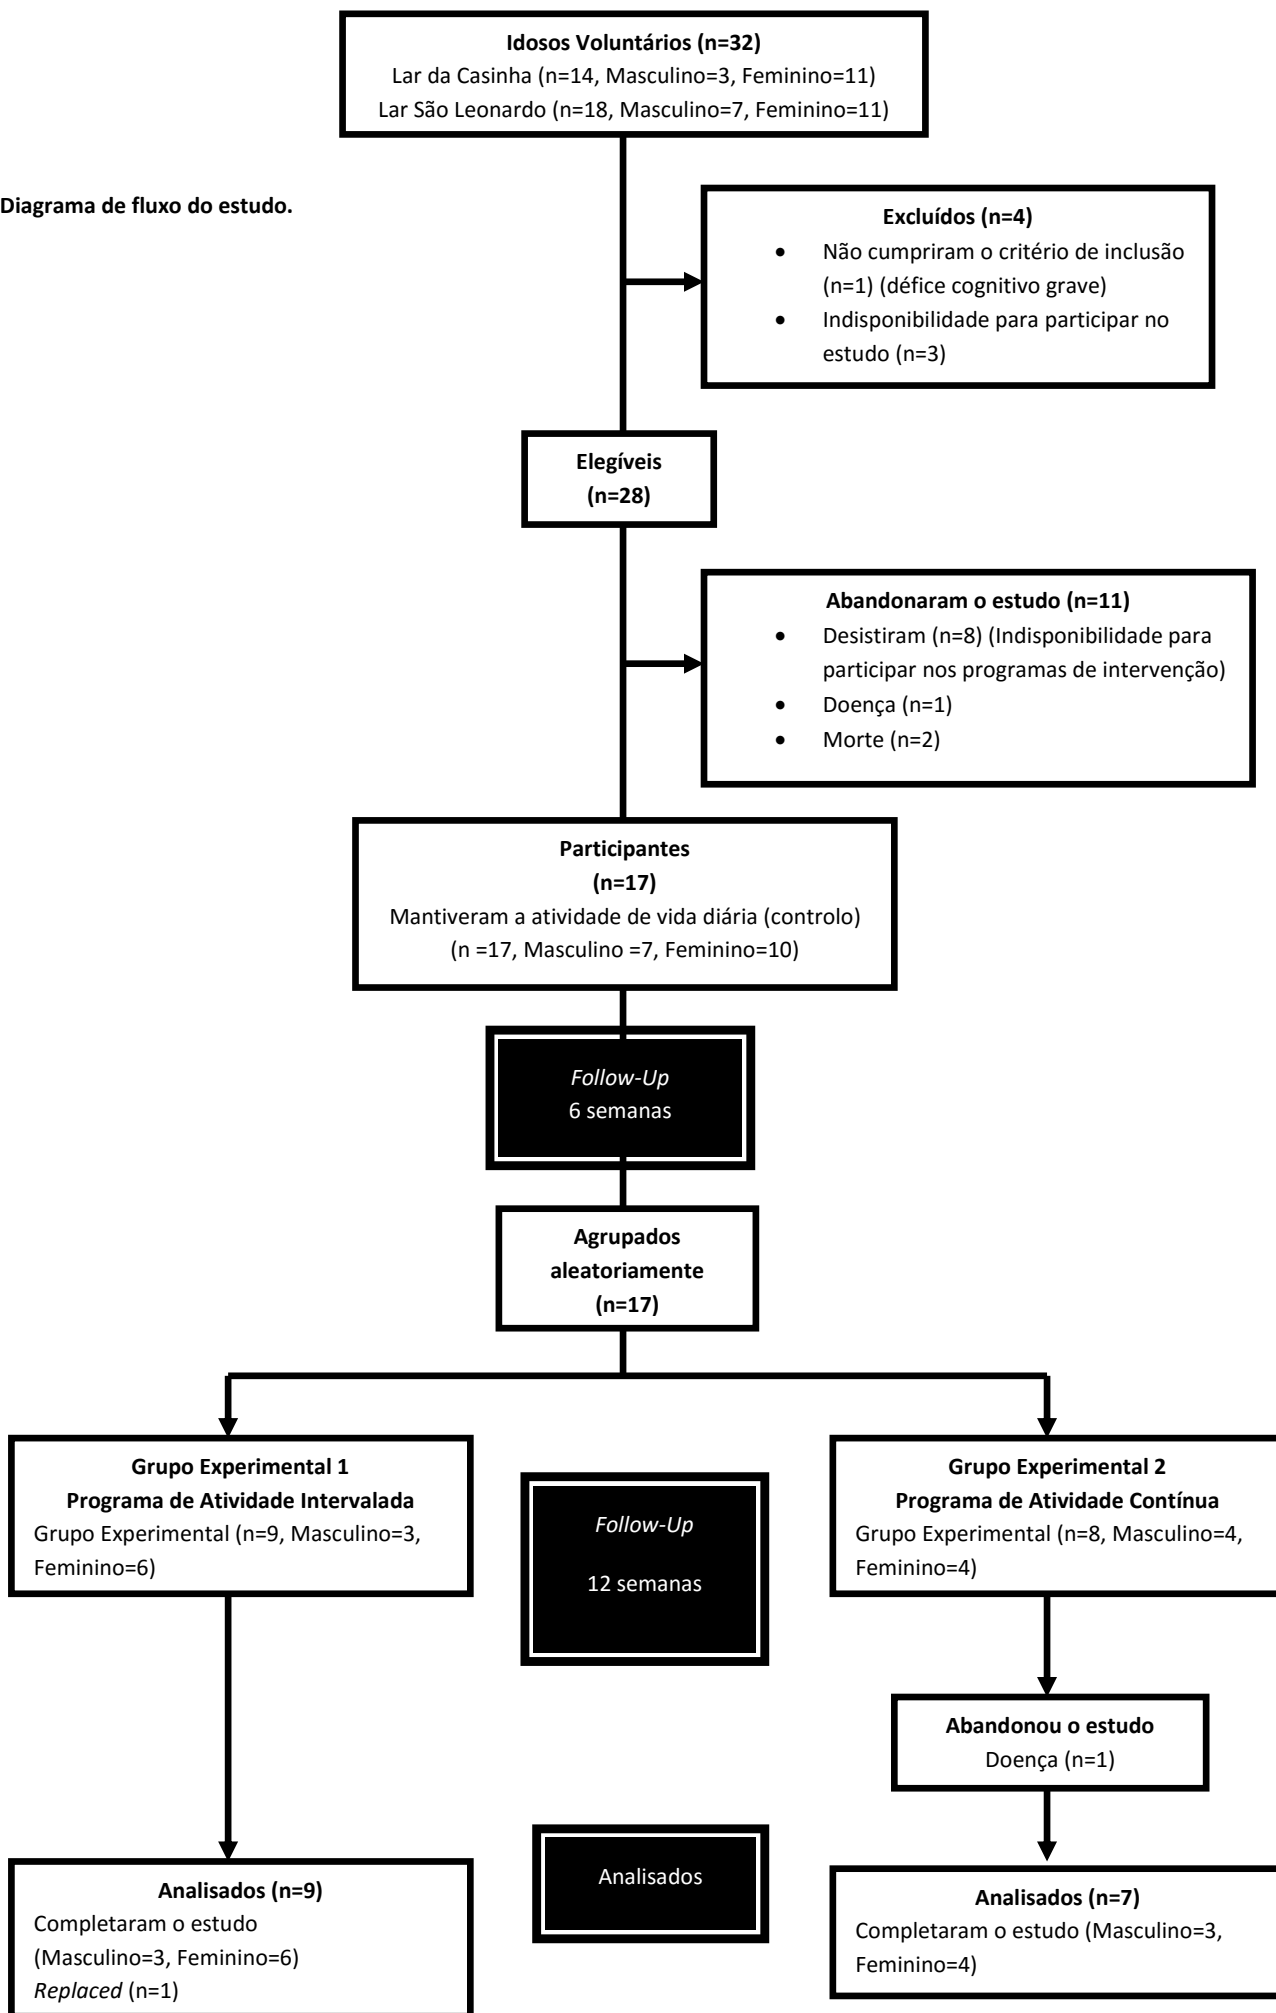 Idosos Voluntários (n=32)
Lar da Casinha (n=14, Masculino=3, Feminino=11)
Lar São Leonardo (n=18, Masculino=7, Feminino=11)
Diagrama de fluxo do estudo.
Excluídos (n=4)
• Não cumpriram o critério de inclusão
(n=1) (défice cognitivo grave)
• Indisponibilidade para participar no
estudo (n=3)
Elegíveis
(n=28)
Abandonaram o estudo (n=11)
• Desistiram (n=8) (Indisponibilidade para
participar nos programas de intervenção)
• Doença (n=1)
• Morte (n=2)
Participantes
(n=17)
Mantiveram a atividade de vida diária (controlo)
(n =17, Masculino =7, Feminino=10)
Follow-Up
6 semanas
Agrupados
aleatoriamente
(n=17)
Grupo Experimental 1
Programa de Atividade Intervalada
Grupo Experimental (n=9, Masculino=3,
Feminino=6)
Follow-Up
12 semanas
Grupo Experimental 2
Programa de Atividade Contínua
Grupo Experimental (n=8, Masculino=4,
Feminino=4)
Abandonou o estudo
Doença (n=1)
Analisados (n=9)
Completaram o estudo
(Masculino=3, Feminino=6)
Replaced (n=1)
Analisados
Analisados (n=7)
Completaram o estudo (Masculino=3,
Feminino=4)